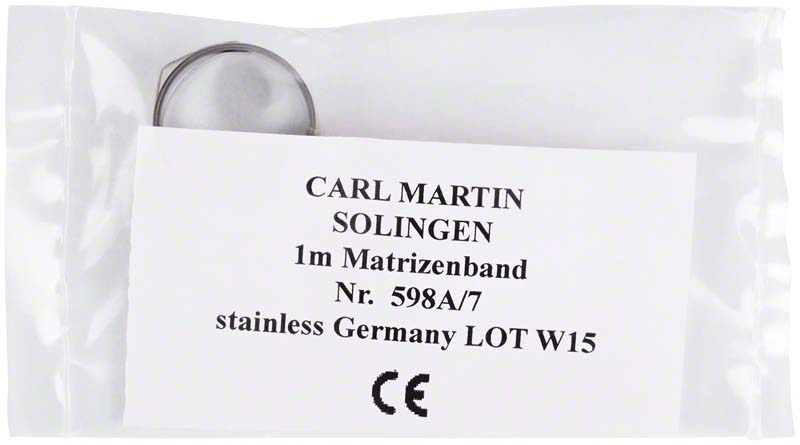 CARL MARTIN
SOLINGEN
1m Matrizenband
Nr. 598A/7
stainless Germany LOT W15
CE